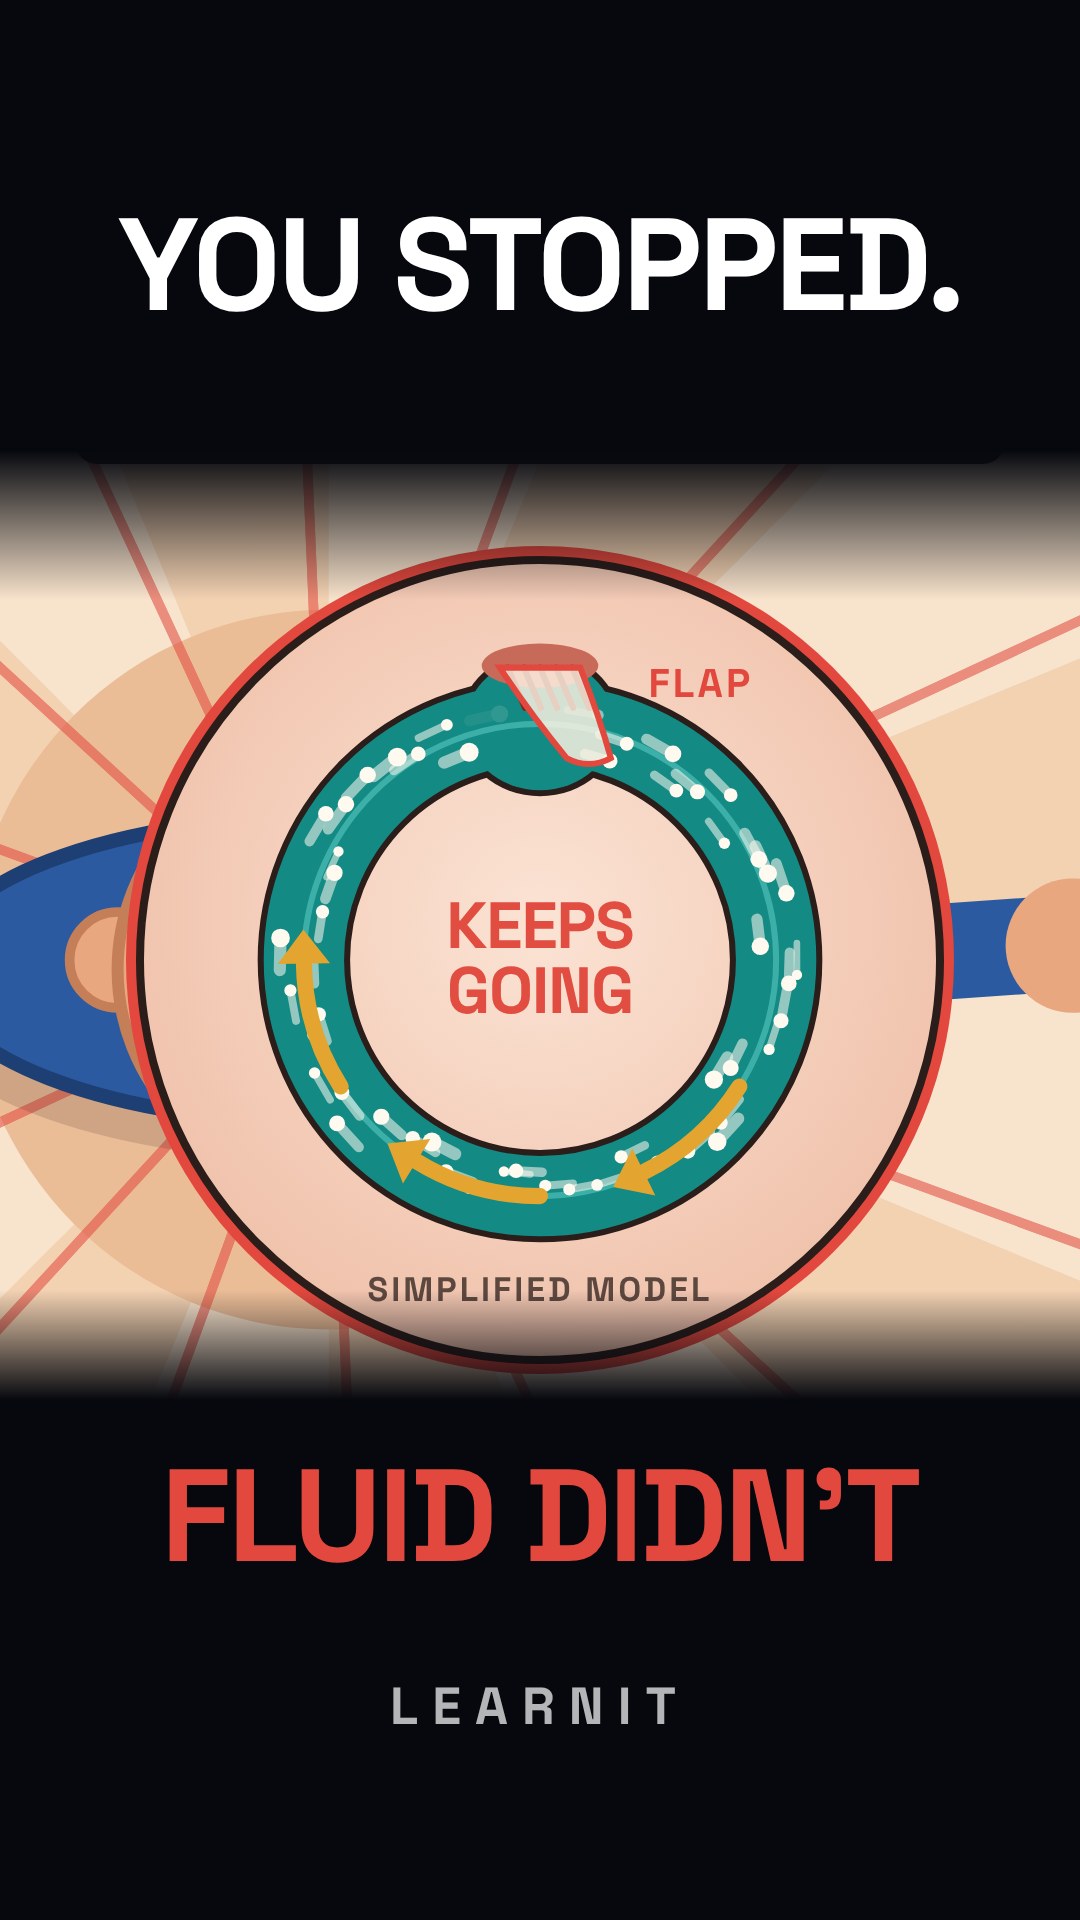 YOU STOPPED.
FLAP
KEEPS
GOING
SIMPLIFIED MODEL
FLUID DIDN’T
LEARNIT